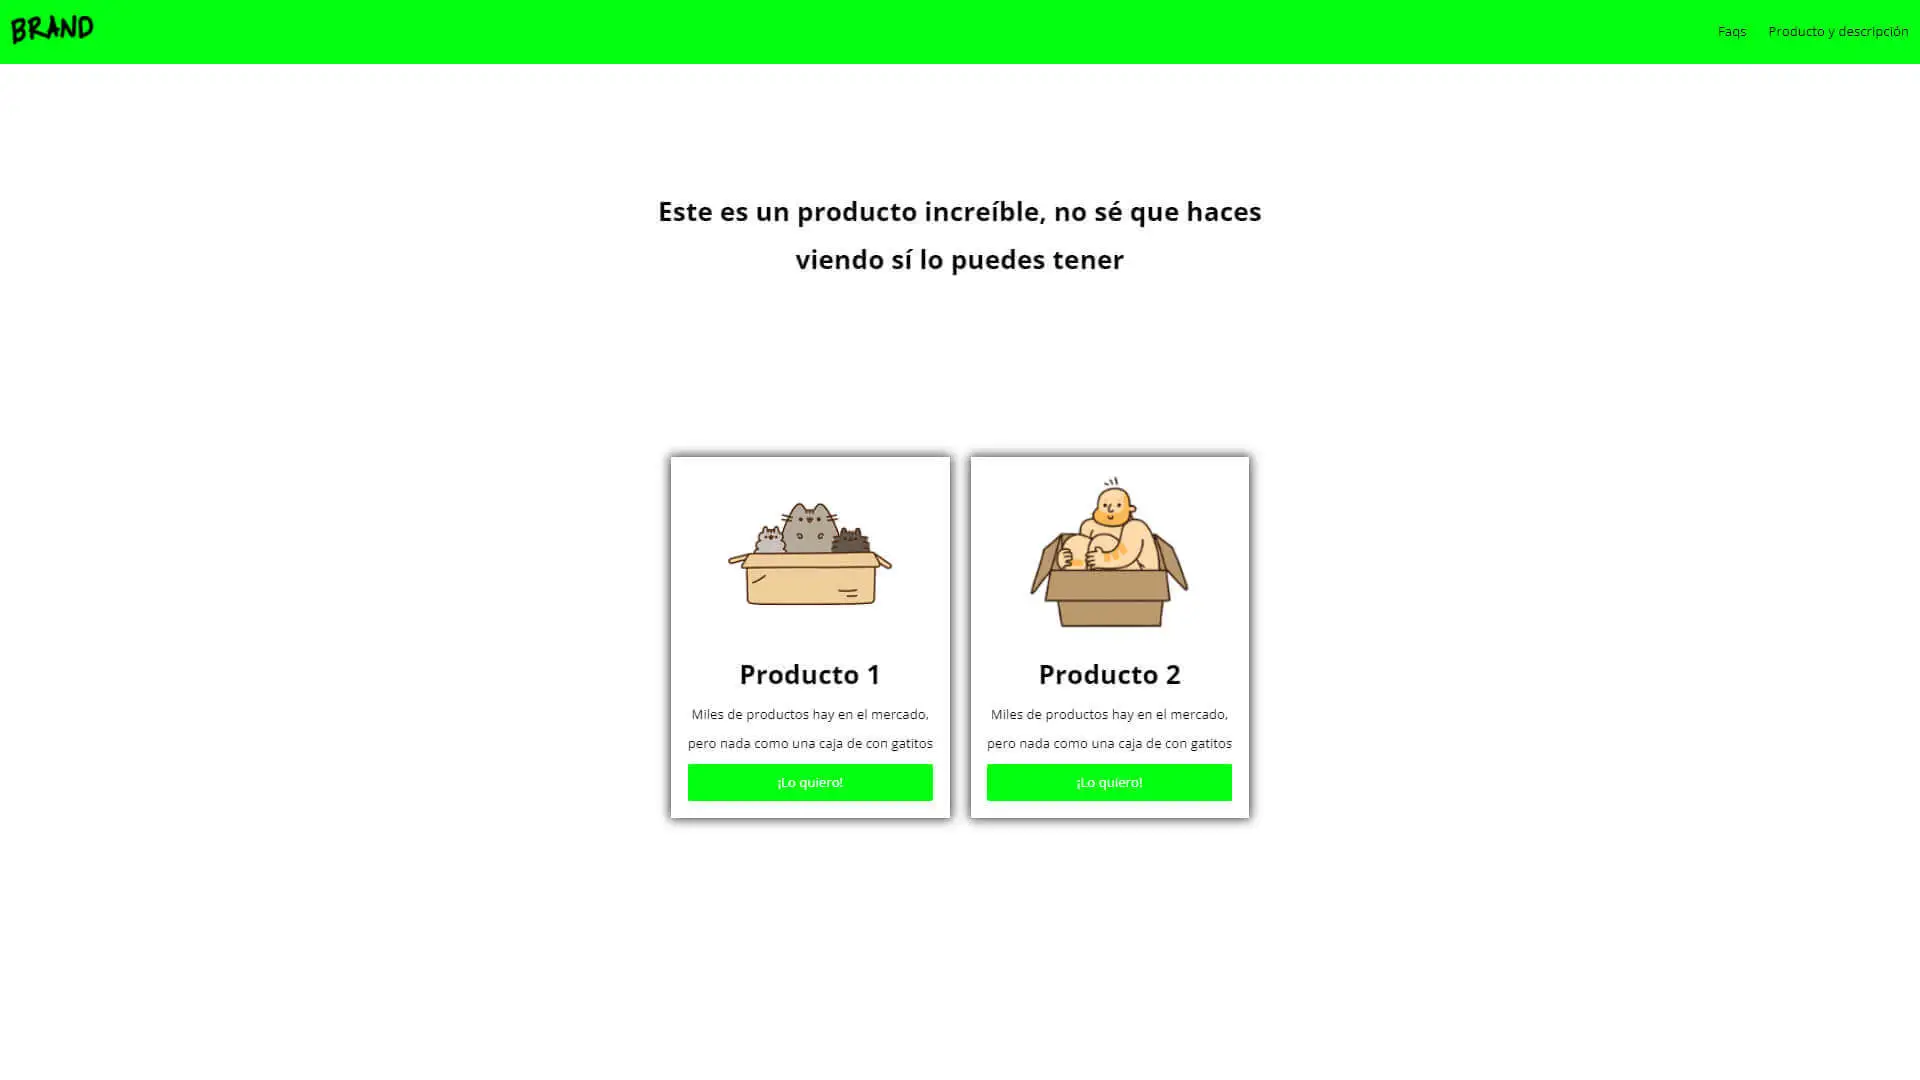 BRAND
Faqs
Producto y descripción
Este es un producto increíble, no sé que haces
viendo sí lo puedes tener
Producto 1
Miles de productos hay en el mercado,
pero nada como una caja de con gatitos
¡Lo quiero!
Producto 2
Miles de productos hay en el mercado,
pero nada como una caja de con gatitos
¡Lo quiero!